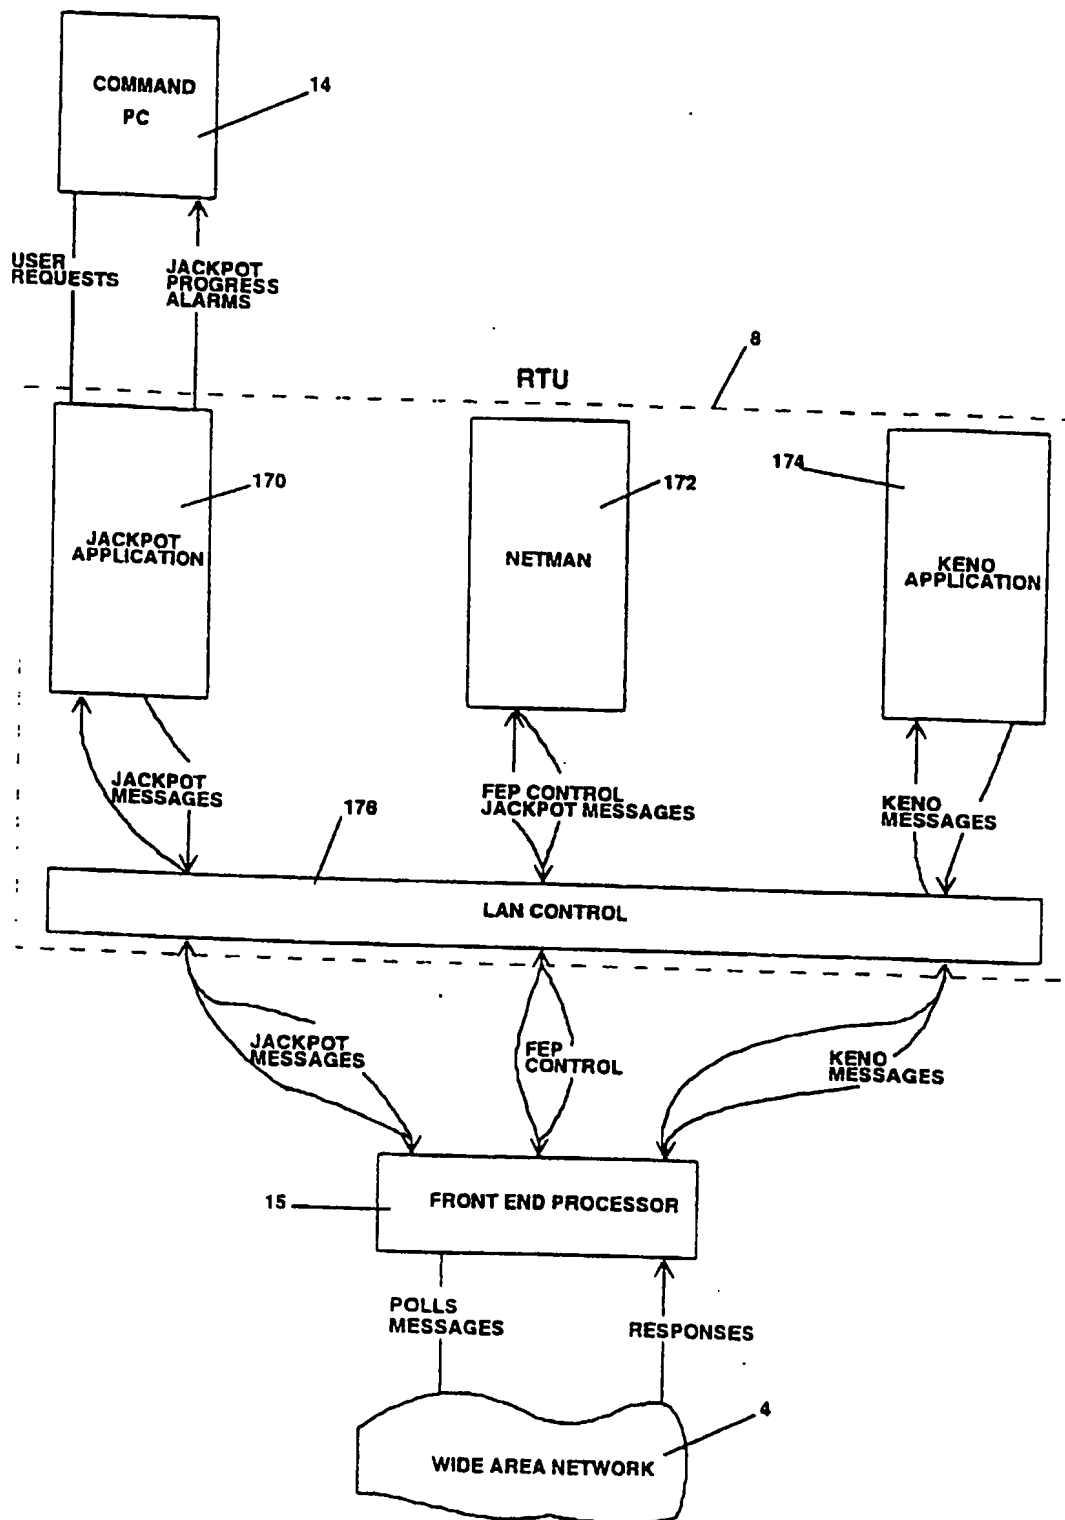 COMMAND
PC
14
USER
REQUESTS
JACKPOT
PROGRESS
ALARMS
8
RTU
170
172
174
JACKPOT
APPLICATION
NETMAN
KENO
APPLICATION
JACKPOT
MESSAGES
176
FEP CONTROL
JACKPOT MESSAGES
KENO
MESSAGES
LAN CONTROL
JACKPOT
MESSAGES
FEP
CONTROL
KENO
MESSAGES
15
FRONT END PROCESSOR
POLLS
MESSAGES
RESPONSES
4
WIDE AREA NETWORK